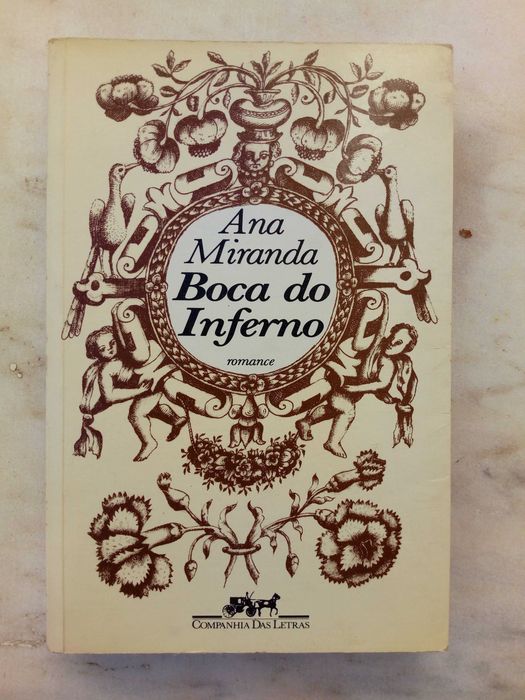 Ana
Miranda
Boca do
Inferno
romance
COMPANHIA DAS LETRAS